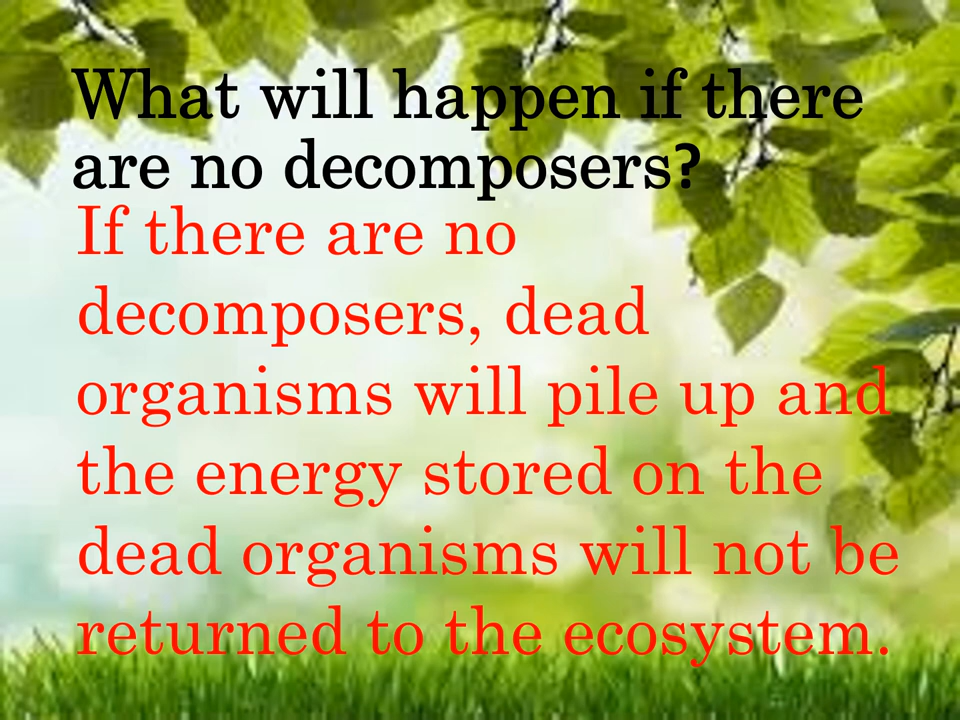 What will happen if there
are no decomposers?
If there are no
decomposers, dead
organisms will pile up and
the energy stored on the
dead organisms will not be
returned to the ecosystem.